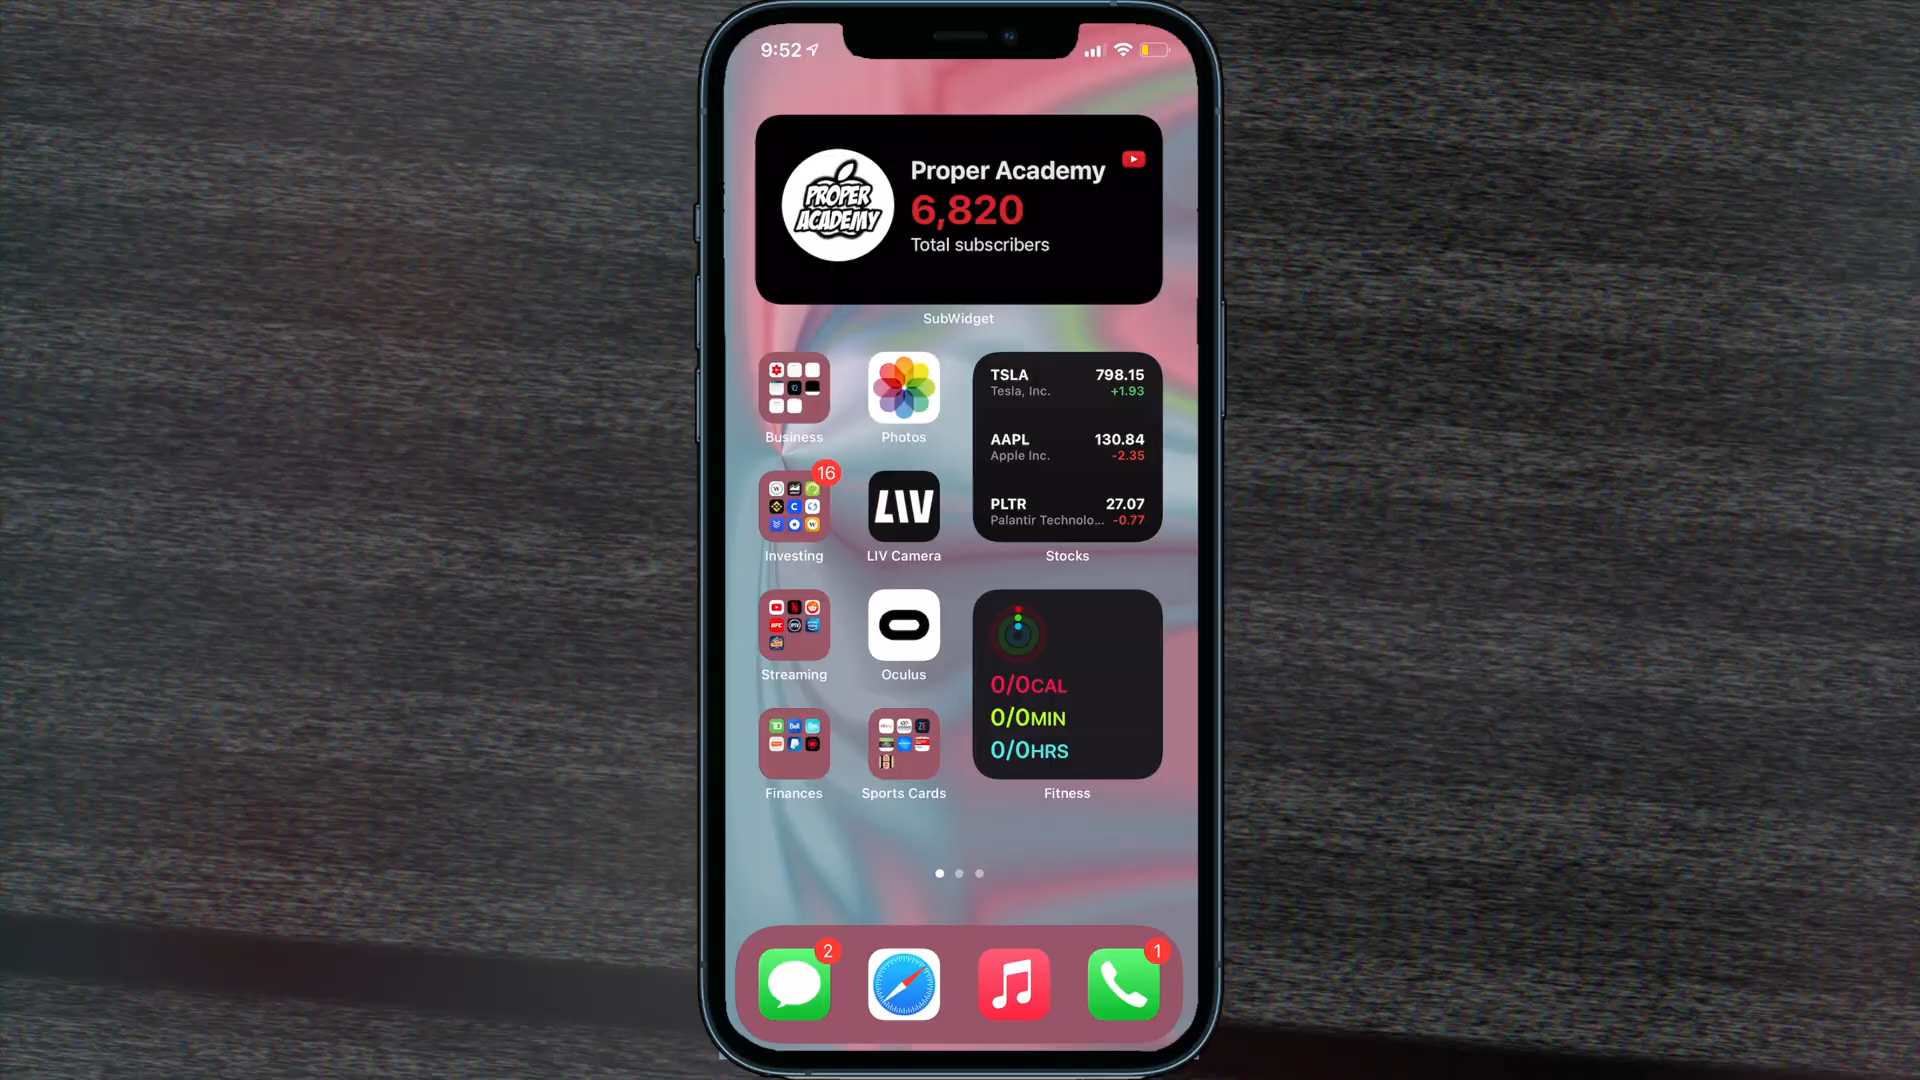 9:52
PROPER
ACADEMY
Proper Academy
6,820
Total subscribers
SubWidget
Business
Photos
TSLA 798.15
Tesla, Inc. +1.93
AAPL 130.84
Apple Inc. -2.35
PLTR 27.07
Palantir Technolo... -0.77
16
LIV
Investing
LIV Camera
Stocks
Streaming
Oculus
0/0CAL
0/0MIN
0/0HRS
Finances
Sports Cards
Fitness
2
1